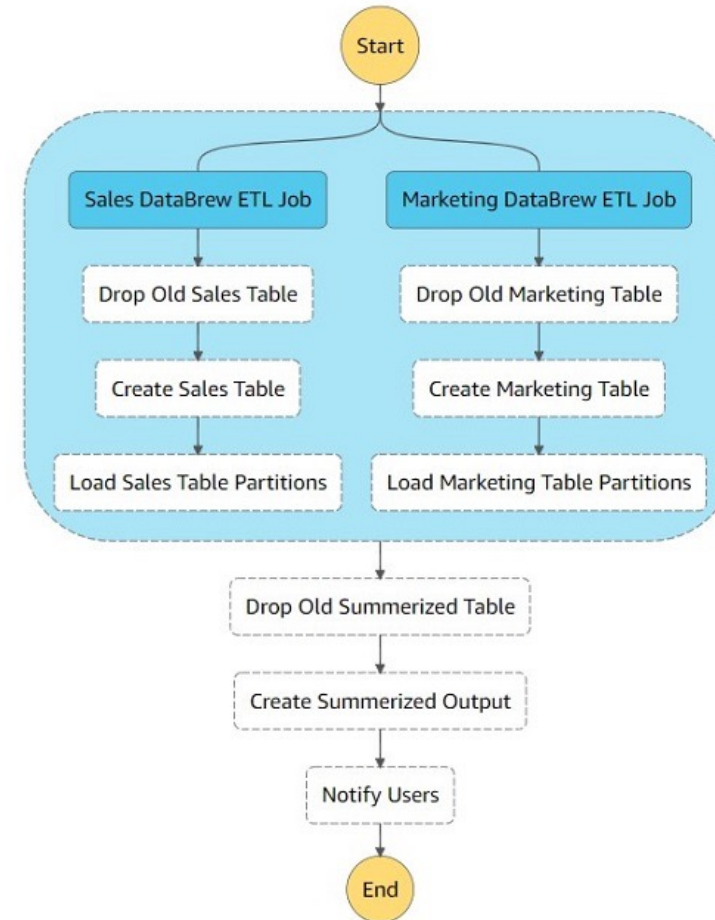 Start
Sales DataBrew ETL Job
Marketing DataBrew ETL Job
Drop Old Sales Table
Drop Old Marketing Table
Create Sales Table
Create Marketing Table
Load Sales Table Partitions
Load Marketing Table Partitions
Drop Old Summerized Table
Create Summerized Output
Notify Users
End